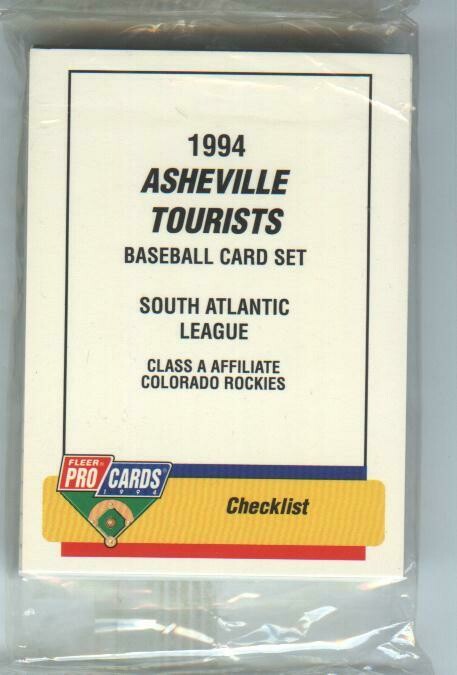 1994
ASHEVILLE
TOURISTS
BASEBALL CARD SET
SOUTH ATLANTIC
LEAGUE
CLASS A AFFILIATE
COLORADO ROCKIES
FLEER®
PRO CARDS®
1994
Checklist